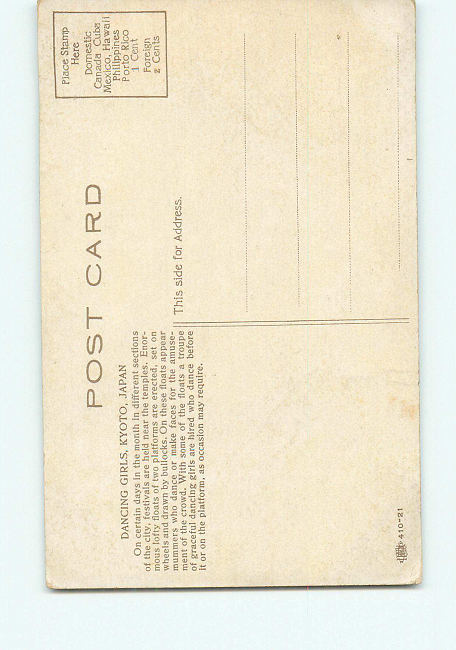 POST CARD
Place Stamp
Here
Domestic
Canada Cuba
Mexico, Hawaii
Philippines
Porto Rico
1 Cent
Foreign
2 Cents
This side for Address.
DANCING GIRLS, KYOTO, JAPAN
On certain days in the month in different sections
of the city, festivals are held near the temples. Enor-
mous lofty floats of two platforms are erected, set on
wheels and drawn by bullocks. On these floats appear
mummers who dance or make faces for the amuse-
ment of the crowd. With some of the floats a troupe
of graceful dancing girls are hired who dance before
it or on the platform, as occasion may require.
410-21